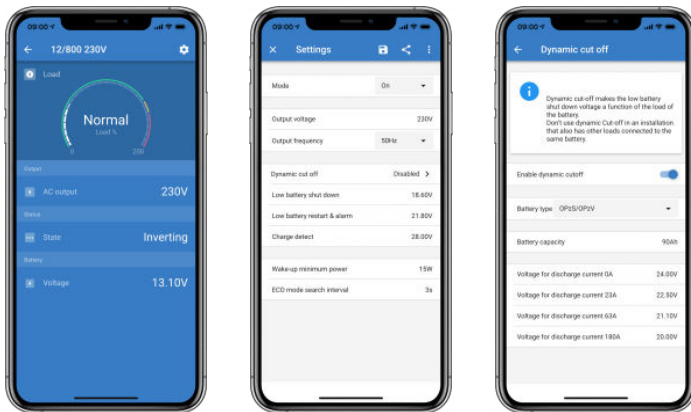 09:00
12/800 230V
Load
Normal
Load %
0 200
Output
AC output 230V
Status
State Inverting
Battery
Voltage 13.10V
09:00
Settings
Mode On
Output voltage 230V
Output frequency 50Hz
Dynamic cut off Disabled
Low battery shut down 18.60V
Low battery restart & alarm 21.80V
Charge detect 28.00V
Wake-up minimum power 15W
ECO mode search interval 3s
09:00
Dynamic cut off
Dynamic cut-off makes the low battery
shut down voltage a function of the load of
the battery.
Don't use dynamic Cut-off in an installation
that also has other loads connected to the
same battery.
Enable dynamic cutoff
Battery type OPzS/OPzV
Battery capacity 90Ah
Voltage for discharge current 0A 24.00V
Voltage for discharge current 23A 22.50V
Voltage for discharge current 63A 21.10V
Voltage for discharge current 180A 20.00V